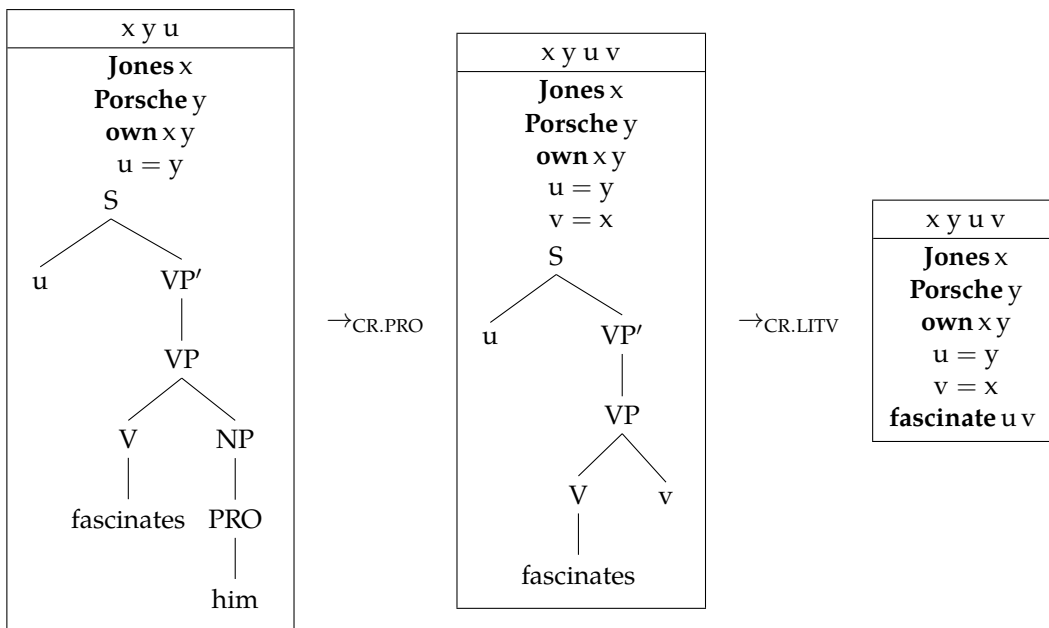 x y u
Jones x
Porsche y
own x y
u = y
S
u VP′
VP
V NP
fascinates PRO
him
→CR.PRO
x y u v
Jones x
Porsche y
own x y
u = y
v = x
S
u VP′
VP
V v
fascinates
→CR.LITV
x y u v
Jones x
Porsche y
own x y
u = y
v = x
fascinate u v